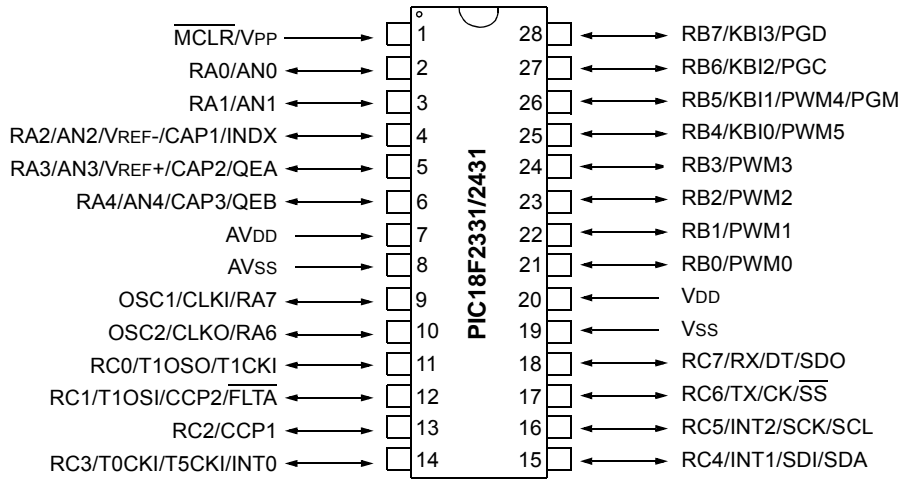 MCLR/VPP 1
RA0/AN0 2
RA1/AN1 3
RA2/AN2/VREF-/CAP1/INDX 4
RA3/AN3/VREF+/CAP2/QEA 5
RA4/AN4/CAP3/QEB 6
AVDD 7
AVSS 8
OSC1/CLKI/RA7 9
OSC2/CLKO/RA6 10
RC0/T1OSO/T1CKI 11
RC1/T1OSI/CCP2/FLTA 12
RC2/CCP1 13
RC3/T0CKI/T5CKI/INT0 14
PIC18F2331/2431
28 RB7/KBI3/PGD
27 RB6/KBI2/PGC
26 RB5/KBI1/PWM4/PGM
25 RB4/KBI0/PWM5
24 RB3/PWM3
23 RB2/PWM2
22 RB1/PWM1
21 RB0/PWM0
20 VDD
19 VSS
18 RC7/RX/DT/SDO
17 RC6/TX/CK/SS
16 RC5/INT2/SCK/SCL
15 RC4/INT1/SDI/SDA